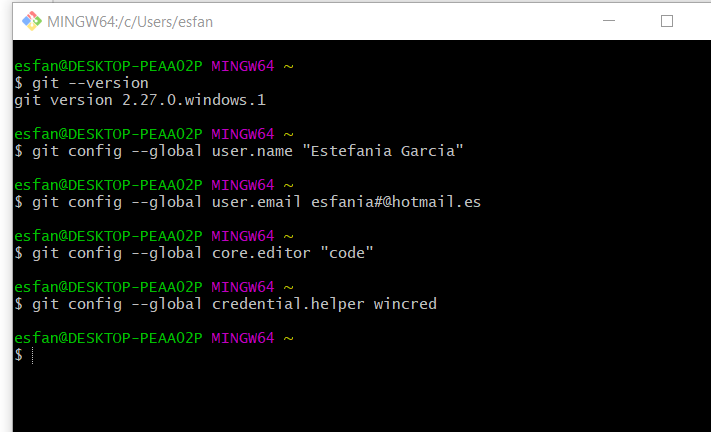 MINGW64:/c/Users/esfan
esfan@DESKTOP-PEAA02P MINGW64 ~
$ git --version
git version 2.27.0.windows.1
esfan@DESKTOP-PEAA02P MINGW64 ~
$ git config --global user.name "Estefania Garcia"
esfan@DESKTOP-PEAA02P MINGW64 ~
$ git config --global user.email esfania#@hotmail.es
esfan@DESKTOP-PEAA02P MINGW64 ~
$ git config --global core.editor "code"
esfan@DESKTOP-PEAA02P MINGW64 ~
$ git config --global credential.helper wincred
esfan@DESKTOP-PEAA02P MINGW64 ~
$